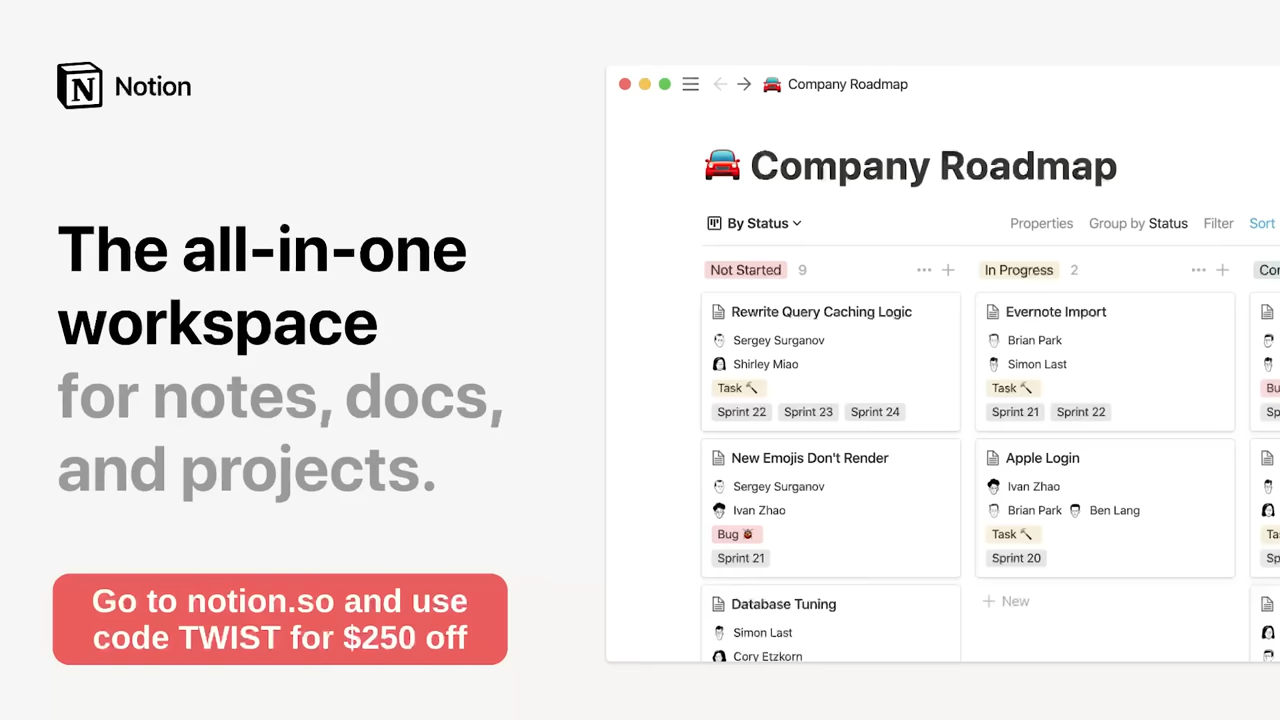 Notion
The all-in-one
workspace
for notes, docs,
and projects.
Go to notion.so and use
code TWIST for $250 off
Company Roadmap
Company Roadmap
By Status
Properties Group by Status Filter Sort
Not Started 9
Rewrite Query Caching Logic
Sergey Surganov
Shirley Miao
Task
Sprint 22 Sprint 23 Sprint 24
New Emojis Don't Render
Sergey Surganov
Ivan Zhao
Bug
Sprint 21
Database Tuning
Simon Last
Cory Etzkorn
In Progress 2
Evernote Import
Brian Park
Simon Last
Task
Sprint 21 Sprint 22
Apple Login
Ivan Zhao
Brian Park Ben Lang
Task
Sprint 20
+ New